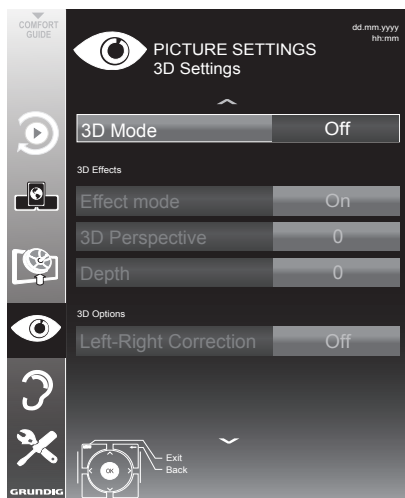 COMFORT
GUIDE
dd.mm.yyyy
hh:mm
PICTURE SETTINGS
3D Settings
3D Mode Off
3D Effects
Effect mode On
3D Perspective 0
Depth 0
3D Options
Left-Right Correction Off
Exit
Back
OK
GRUNDIG